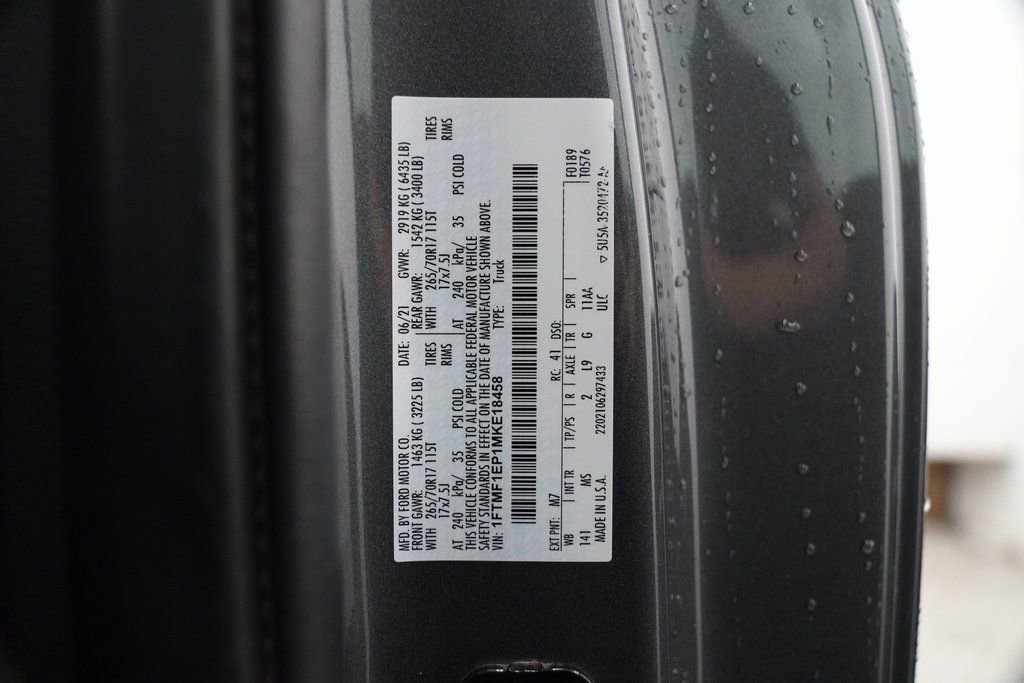 MFD. BY FORD MOTOR CO. DATE: 06/21 GVWR: 2919 KG ( 6435 LB)
FRONT GAWR: 1463 KG ( 3225 LB) REAR GAWR: 1542 KG ( 3400 LB)
WITH 265/70R17 115T TIRES WITH 265/70R17 115T TIRES
17x7.5J RIMS 17x7.5J RIMS
AT 240 kPa/ 35 PSI COLD AT 240 kPa/ 35 PSI COLD
THIS VEHICLE CONFORMS TO ALL APPLICABLE FEDERAL MOTOR VEHICLE
SAFETY STANDARDS IN EFFECT ON THE DATE OF MANUFACTURE SHOWN ABOVE.
VIN: 1FTMF1EP1MKE18458 TYPE: Truck
EXT PNT: M7 RC: 41 DSO: F0189
WB INT TR TP/PS R AXLE TR SPR T0576
141 MS 2 L9 G 11AA
MADE IN U.S.A. 2202106297433 ULC